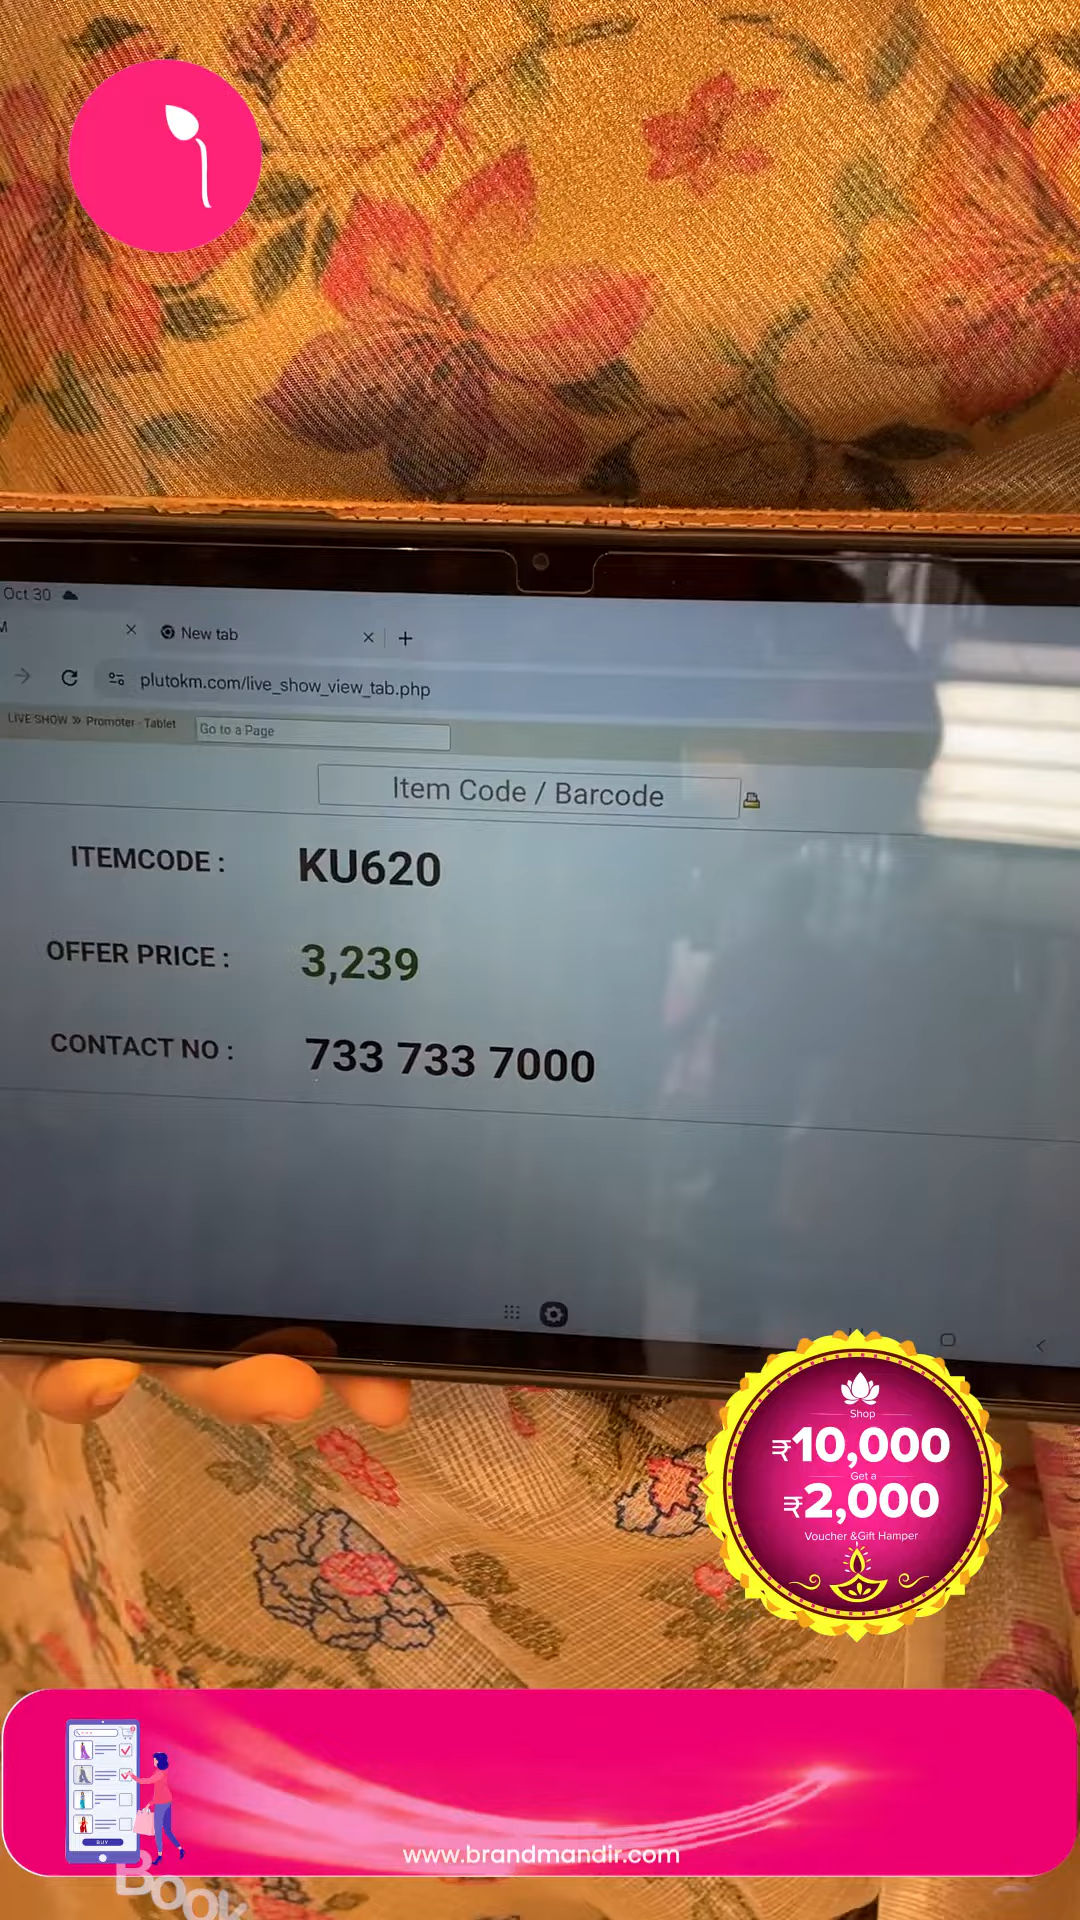 Oct 30
New tab
plutokm.com/live_show_view_tab.php
LIVE SHOW » Promoter - Tablet
Go to a Page
Item Code / Barcode
ITEMCODE : KU620
OFFER PRICE : 3,239
CONTACT NO : 733 733 7000
Shop
₹10,000
Get a
₹2,000
Voucher &Gift Hamper
BUY
www.brandmandir.com
Book